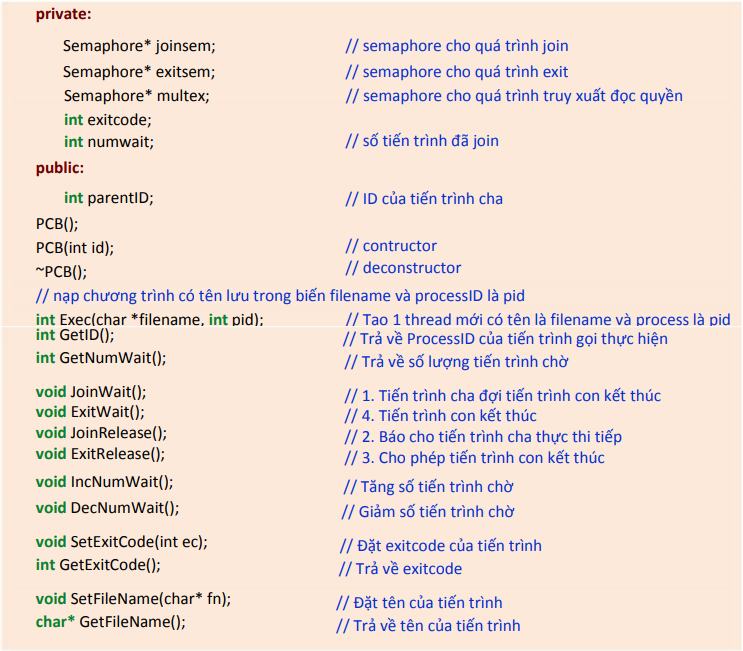 private:
Semaphore* joinsem; // semaphore cho quá trình join
Semaphore* exitsem; // semaphore cho quá trình exit
Semaphore* multex; // semaphore cho quá trình truy xuất đọc quyền
int exitcode;
int numwait; // số tiến trình đã join
public:
int parentID; // ID của tiến trình cha
PCB();
PCB(int id); // contructor
~PCB(); // deconstructor
// nạp chương trình có tên lưu trong biến filename và processID là pid
int Exec(char *filename, int pid); // Tạo 1 thread mới có tên là filename và process là pid
int GetID(); // Trả về ProcessID của tiến trình gọi thực hiện
int GetNumWait(); // Trả về số lượng tiến trình chờ
void JoinWait(); // 1. Tiến trình cha đợi tiến trình con kết thúc
void ExitWait(); // 4. Tiến trình con kết thúc
void JoinRelease(); // 2. Báo cho tiến trình cha thực thi tiếp
void ExitRelease(); // 3. Cho phép tiến trình con kết thúc
void IncNumWait(); // Tăng số tiến trình chờ
void DecNumWait(); // Giảm số tiến trình chờ
void SetExitCode(int ec); // Đặt exitcode của tiến trình
int GetExitCode(); // Trả về exitcode
void SetFileName(char* fn); // Đặt tên của tiến trình
char* GetFileName(); // Trả về tên của tiến trình